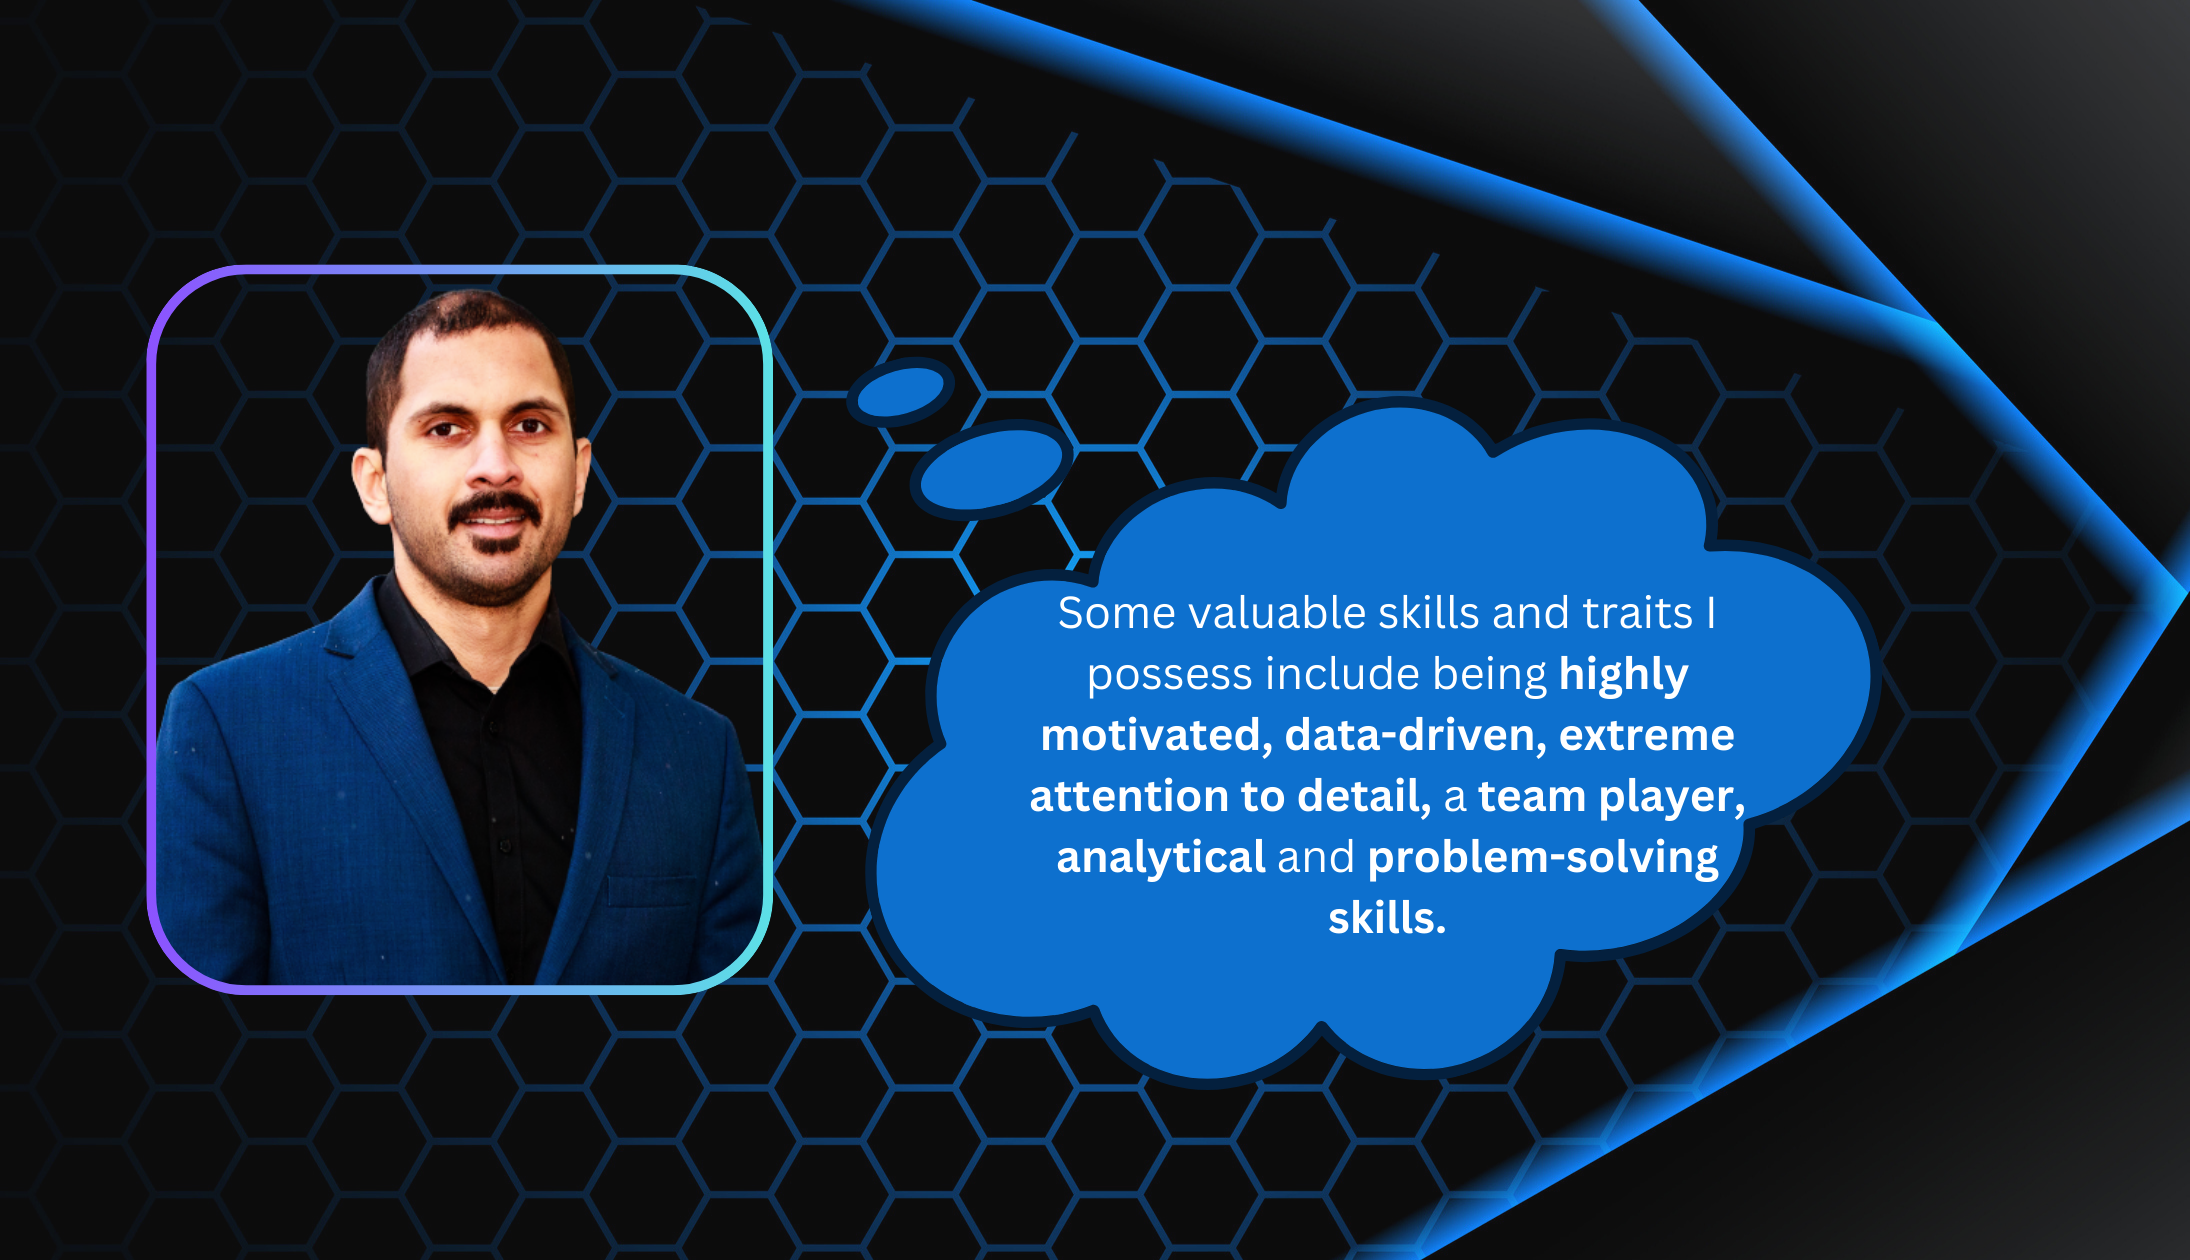 Some valuable skills and traits I
possess include being highly
motivated, data-driven, extreme
attention to detail, a team player,
analytical and problem-solving
skills.